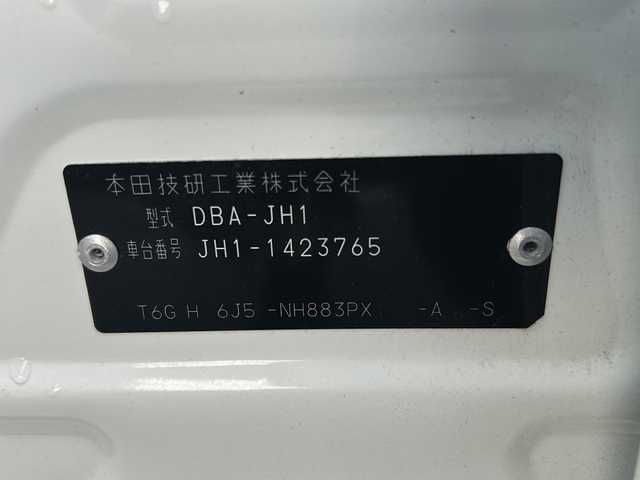 本田技研工業株式会社
型式 DBA-JH1
車台番号 JH1-1423765
T6G H 6J5 -NH883PX -A -S